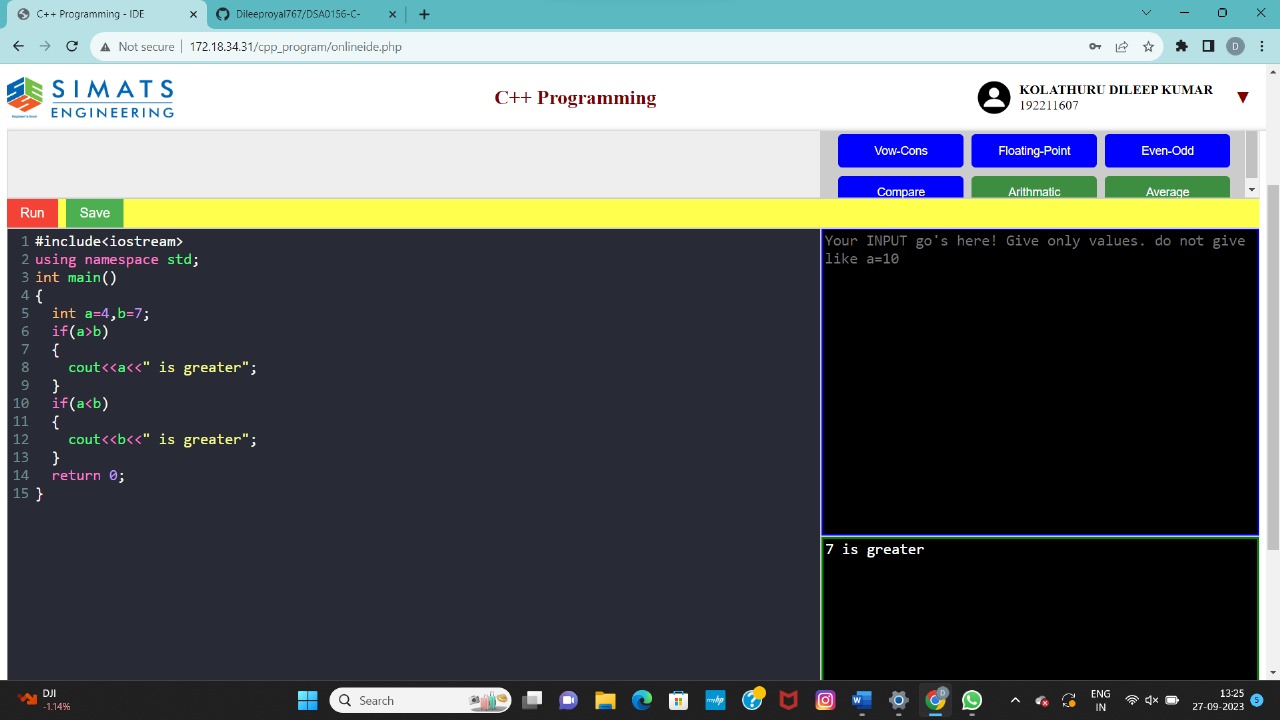 C++ Programming - IDE
Dileeproyal767/DSA0156-C-
Not secure
172.18.34.31/cpp_program/onlineide.php
D
SIMATS
ENGINEERING
C++ Programming
KOLATHURU DILEEP KUMAR
192211607
Vow-Cons
Floating-Point
Even-Odd
Compare
Arithmatic
Average
Run
Save
1 #include<iostream>
2 using namespace std;
3 int main()
4 {
5   int a=4,b=7;
6   if(a>b)
7   {
8     cout<<a<<" is greater";
9   }
10   if(a<b)
11   {
12     cout<<b<<" is greater";
13   }
14   return 0;
15 }
Your INPUT go's here! Give only values. do not give
like a=10
7 is greater
DJI
-1.14%
Search
myhp
D
ENG
IN
13:25
27-09-2023
5